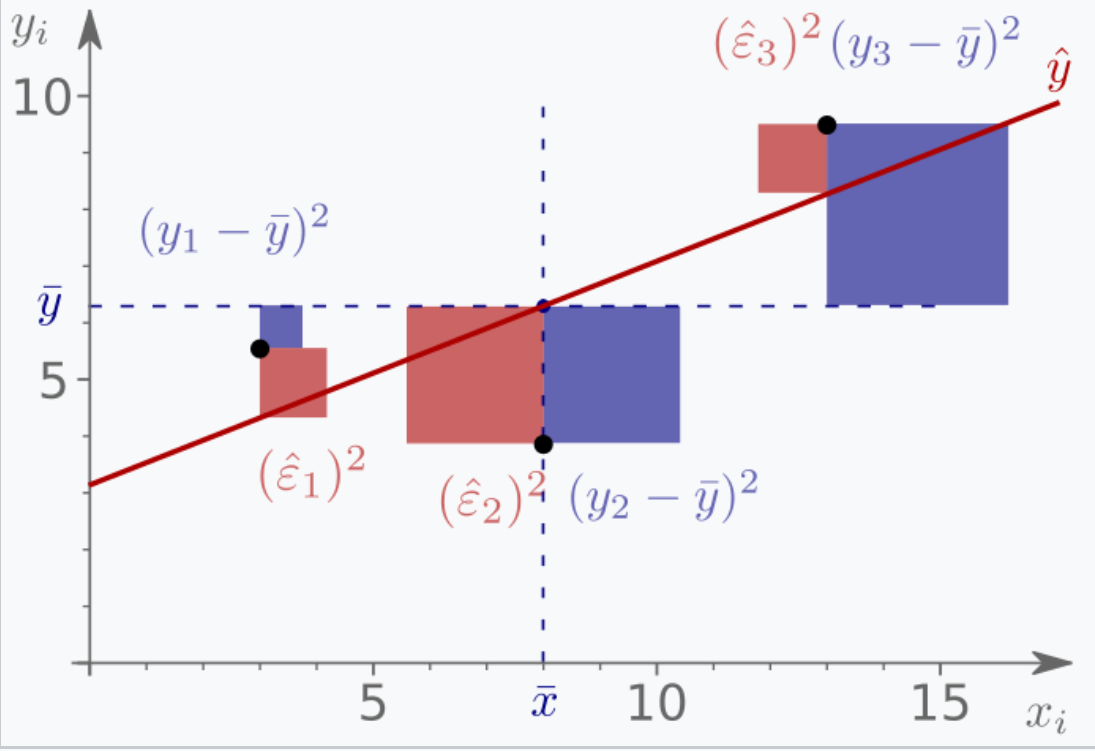 yᵢ
(ε̂₃)² (y₃ − ȳ)²
ŷ
10
(y₁ − ȳ)²
ȳ
5
(ε̂₁)²
(ε̂₂)² (y₂ − ȳ)²
5 x̄ 10 15 xᵢ